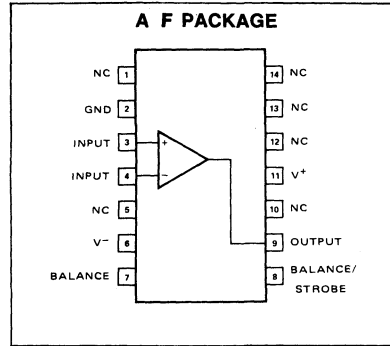 A F PACKAGE
NC 1
14 NC
GND 2
13 NC
INPUT 3 +
12 NC
INPUT 4 −
11 V+
NC 5
10 NC
V− 6
9 OUTPUT
BALANCE 7
8 BALANCE/
STROBE